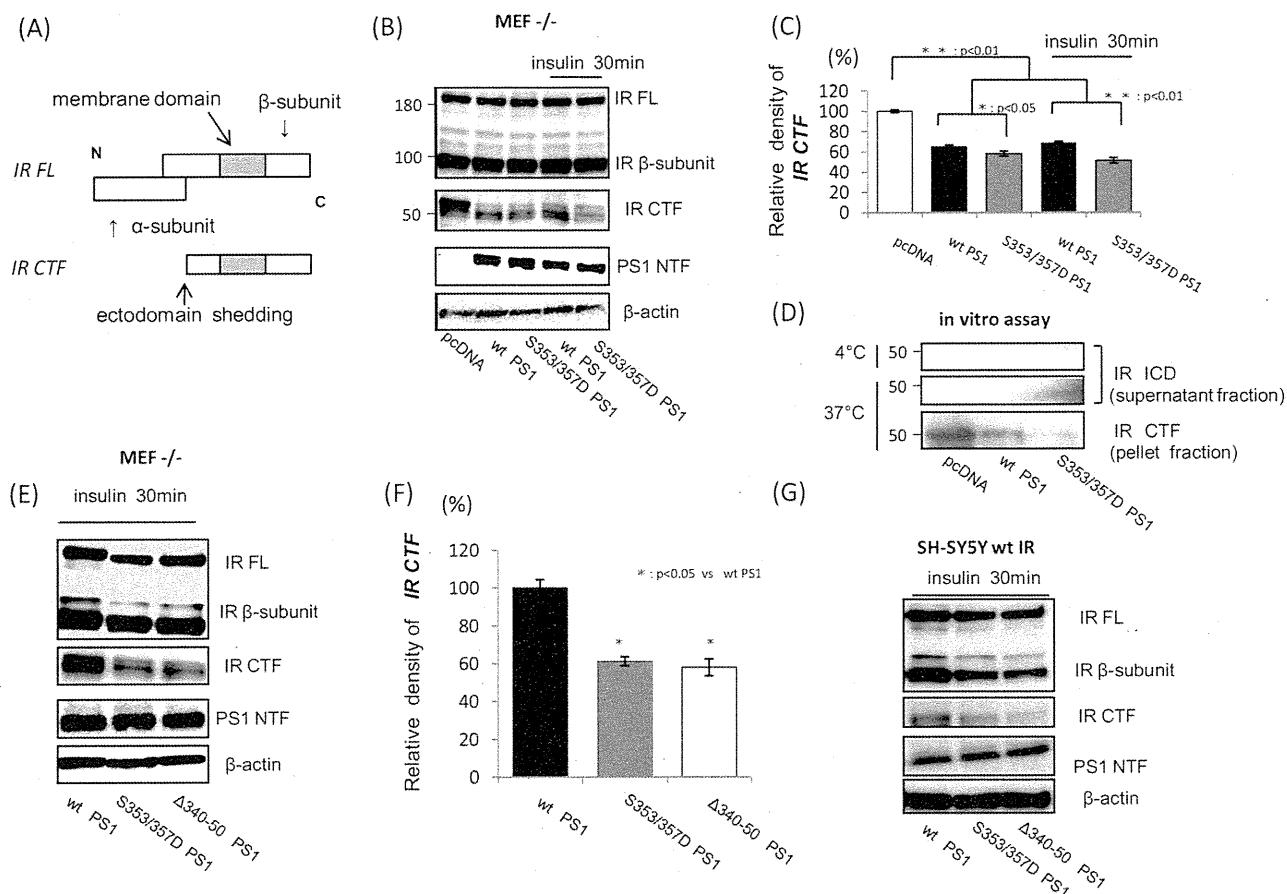 (A)
membrane domain
β-subunit
↓
N
IR FL
C
↑ α-subunit
IR CTF
ectodomain shedding
(B)
MEF -/-
insulin 30min
180
IR FL
100
IR β-subunit
50
IR CTF
PS1 NTF
β-actin
pcDNA
wt PS1
S353/357D PS1
wt PS1
S353/357D PS1
(C)
(%)
Relative density of
IR CTF
insulin 30min
* * : p<0.01
* : p<0.05
* * : p<0.01
120
100
80
60
40
20
0
pcDNA
wt PS1
S353/357D PS1
wt PS1
S353/357D PS1
(D)
in vitro assay
4°C
50
50
37°C
50
IR ICD
(supernatant fraction)
IR CTF
(pellet fraction)
pcDNA
wt PS1
S353/357D PS1
(E)
MEF -/-
insulin 30min
IR FL
IR β-subunit
IR CTF
PS1 NTF
β-actin
wt PS1
S353/357D PS1
Δ340-50 PS1
(F)
(%)
Relative density of IR CTF
120
100
80
60
40
20
0
* : p<0.05 vs wt PS1
*
*
wt PS1
S353/357D PS1
Δ340-50 PS1
(G)
SH-SY5Y wt IR
insulin 30min
IR FL
IR β-subunit
IR CTF
PS1 NTF
β-actin
wt PS1
S353/357D PS1
Δ340-50 PS1